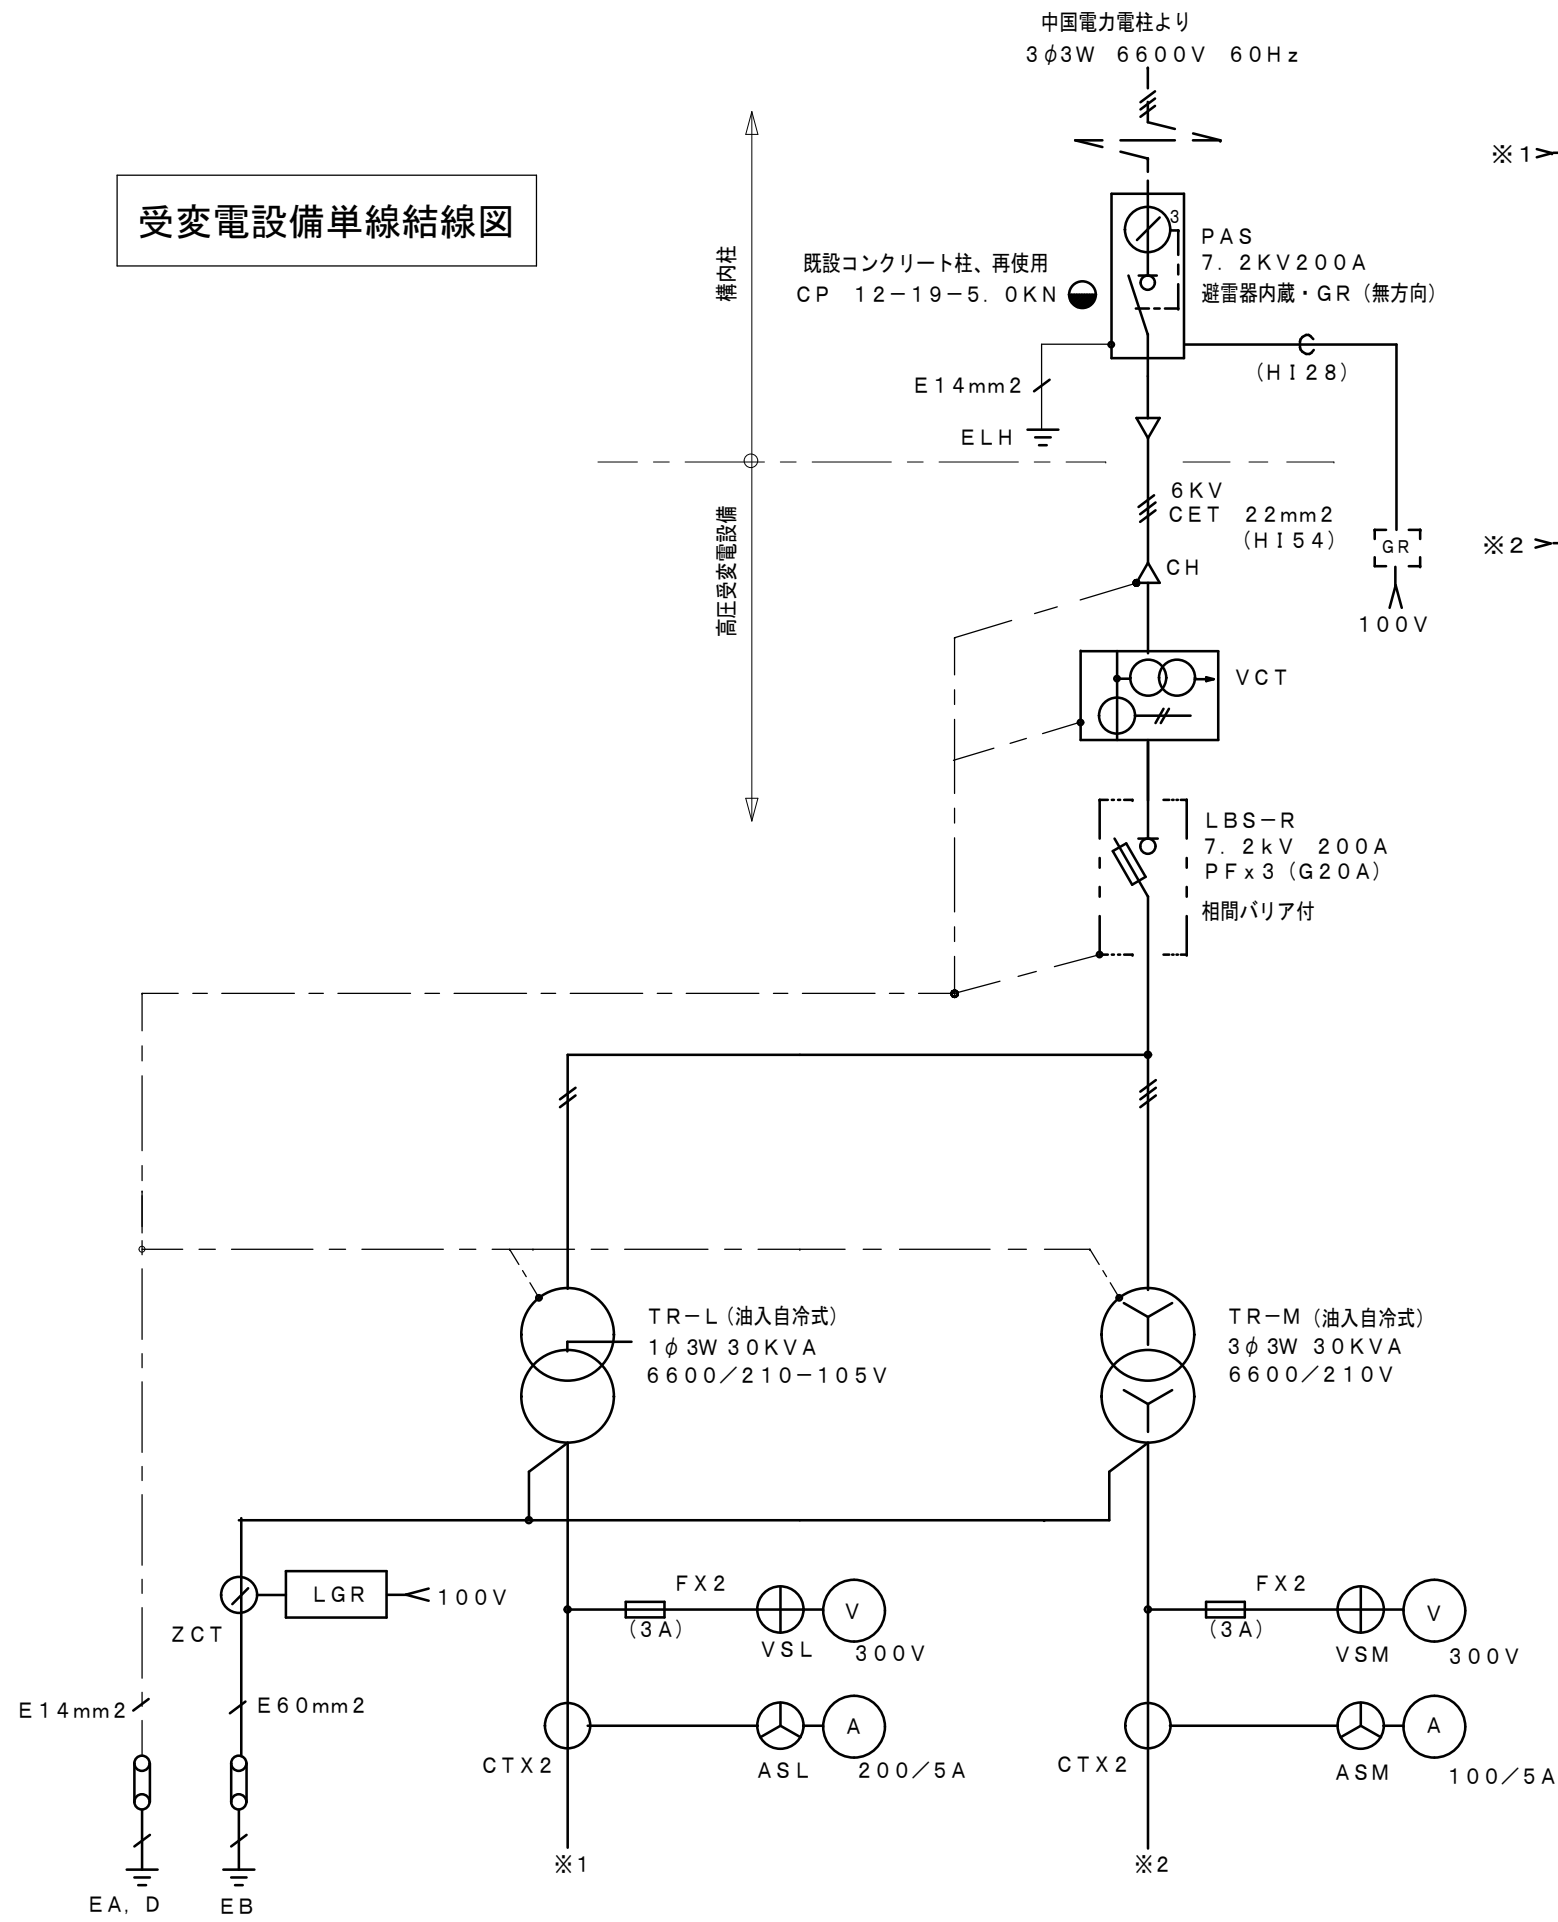 中国電力電柱より
3φ3W 6600V 60Hz
※1
受変電設備単線結線図
構内柱
3
PAS
7.2KV200A
避雷器内蔵・GR(無方向)
既設コンクリート柱、再使用
CP 12-19-5.0KN
(HI28)
E14mm2
ELH
高圧受変電設備
6KV
CET 22mm2
(HI54)
GR
※2
CH
100V
VCT
LBS-R
7.2kV 200A
PFx3(G20A)
相間バリア付
TR-L(油入自冷式)
1φ3W 30KVA
6600/210-105V
TR-M(油入自冷式)
3φ3W 30KVA
6600/210V
LGR
100V
ZCT
FX2
(3A)
VSL
V
300V
FX2
(3A)
VSM
V
300V
E14mm2
E60mm2
CTX2
ASL
A
200/5A
CTX2
ASM
A
100/5A
※1
※2
EA, D
EB